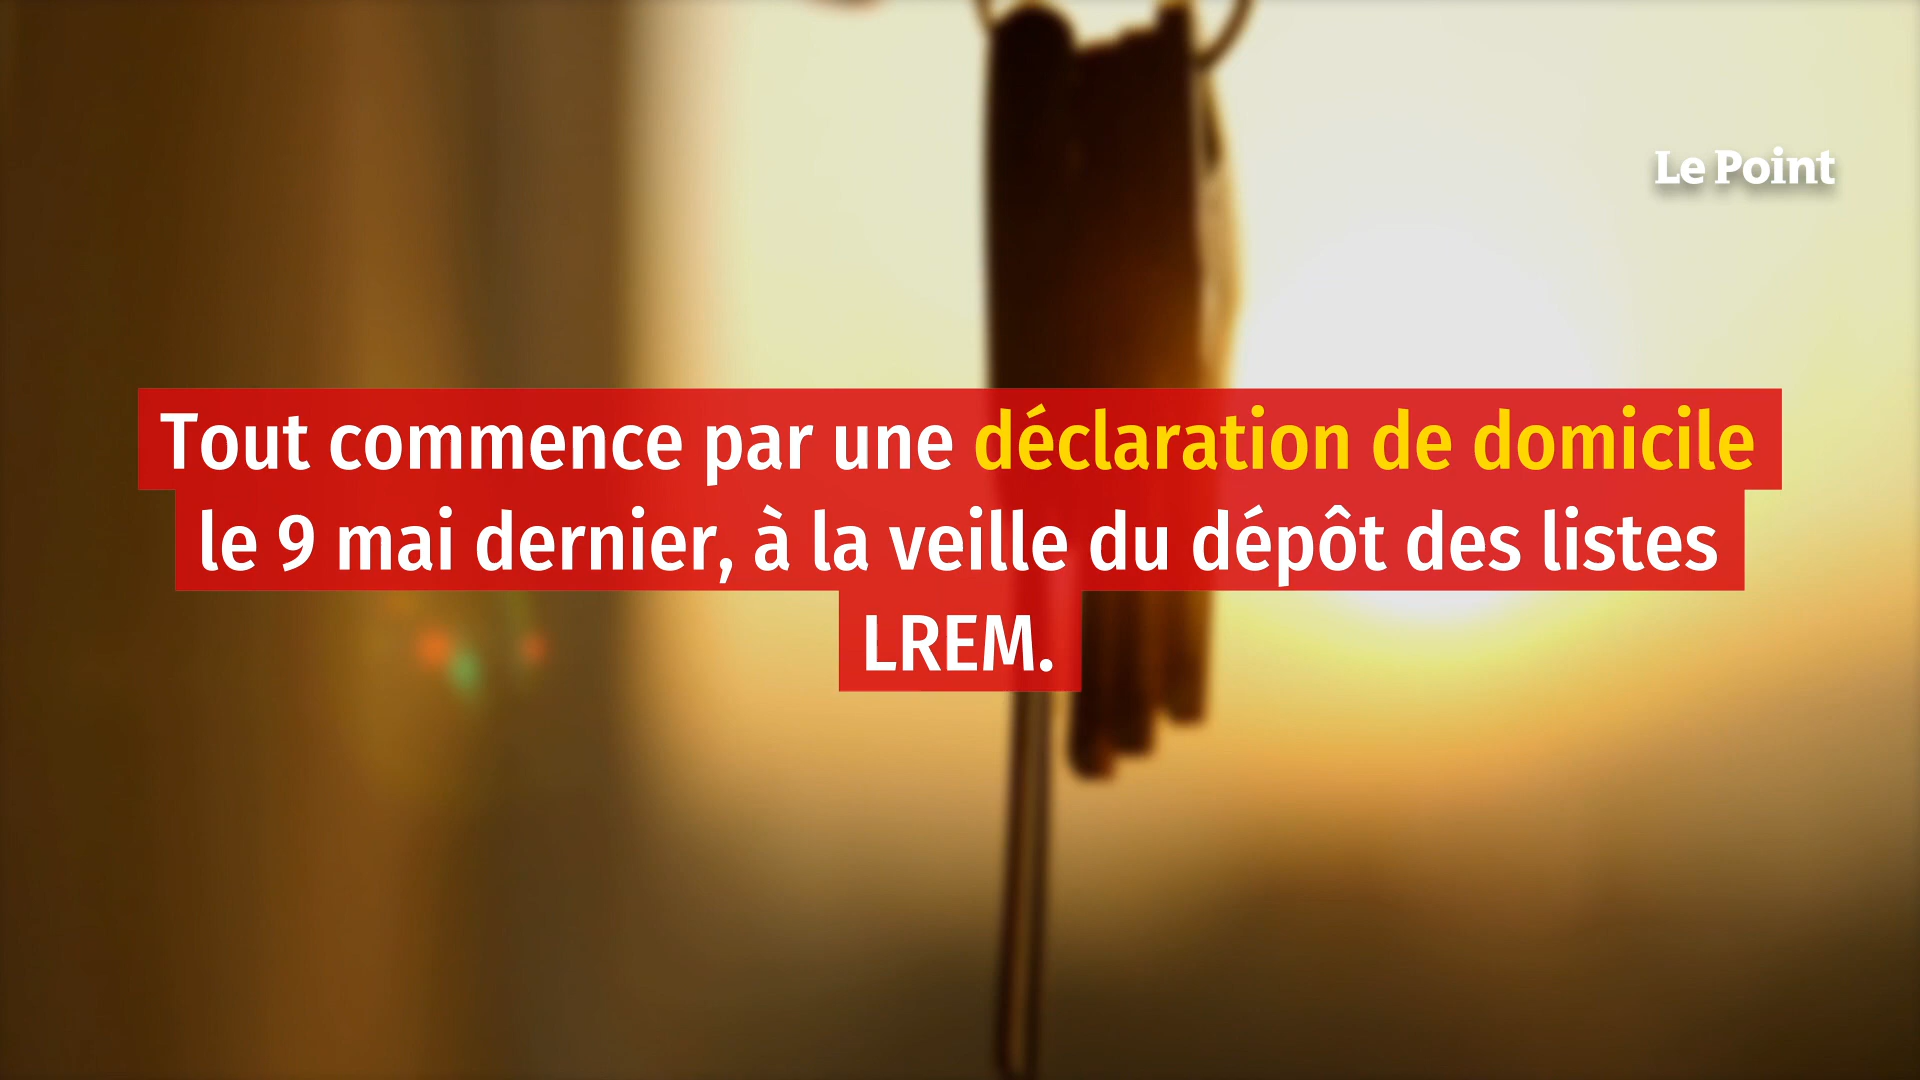 Le Point
Tout commence par une déclaration de domicile
le 9 mai dernier, à la veille du dépôt des listes
LREM.